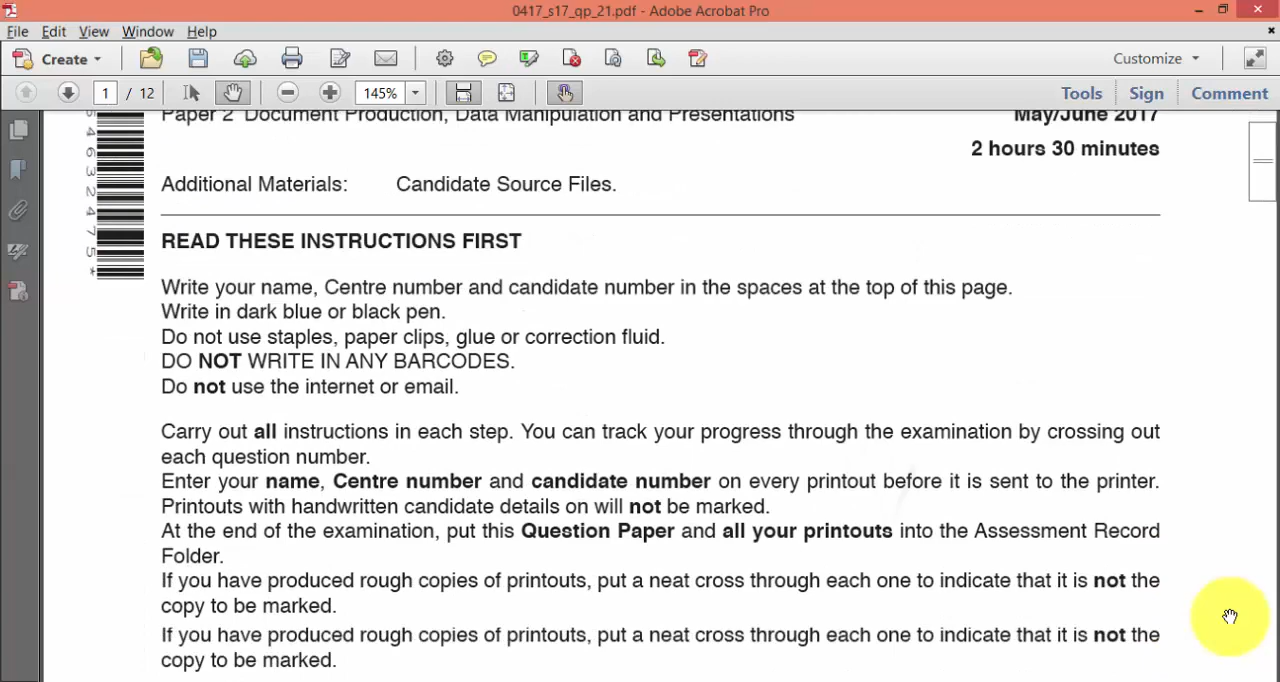 0417_s17_qp_21.pdf - Adobe Acrobat Pro
File Edit View Window Help
Create
Customize
1 / 12
145%
Tools Sign Comment
Paper 2 Document Production, Data Manipulation and Presentations
May/June 2017
2 hours 30 minutes
Additional Materials: Candidate Source Files.
READ THESE INSTRUCTIONS FIRST
Write your name, Centre number and candidate number in the spaces at the top of this page.
Write in dark blue or black pen.
Do not use staples, paper clips, glue or correction fluid.
DO NOT WRITE IN ANY BARCODES.
Do not use the internet or email.
Carry out all instructions in each step. You can track your progress through the examination by crossing out
each question number.
Enter your name, Centre number and candidate number on every printout before it is sent to the printer.
Printouts with handwritten candidate details on will not be marked.
At the end of the examination, put this Question Paper and all your printouts into the Assessment Record
Folder.
If you have produced rough copies of printouts, put a neat cross through each one to indicate that it is not the
copy to be marked.
If you have produced rough copies of printouts, put a neat cross through each one to indicate that it is not the
copy to be marked.